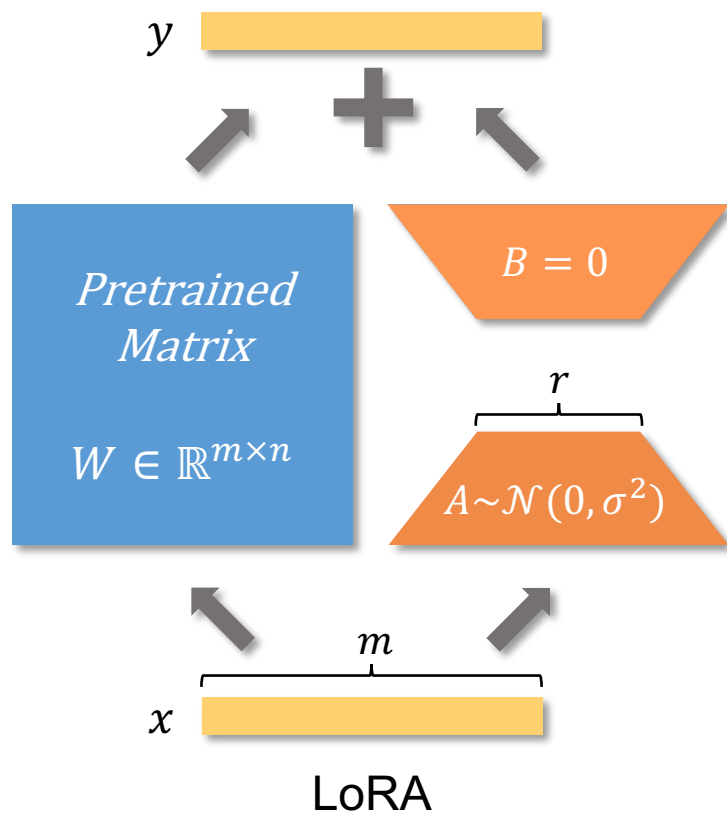 y
Pretrained
Matrix
W ∈ ℝ^{m×n}
B = 0
r
A~𝒩(0, σ²)
m
x
LoRA